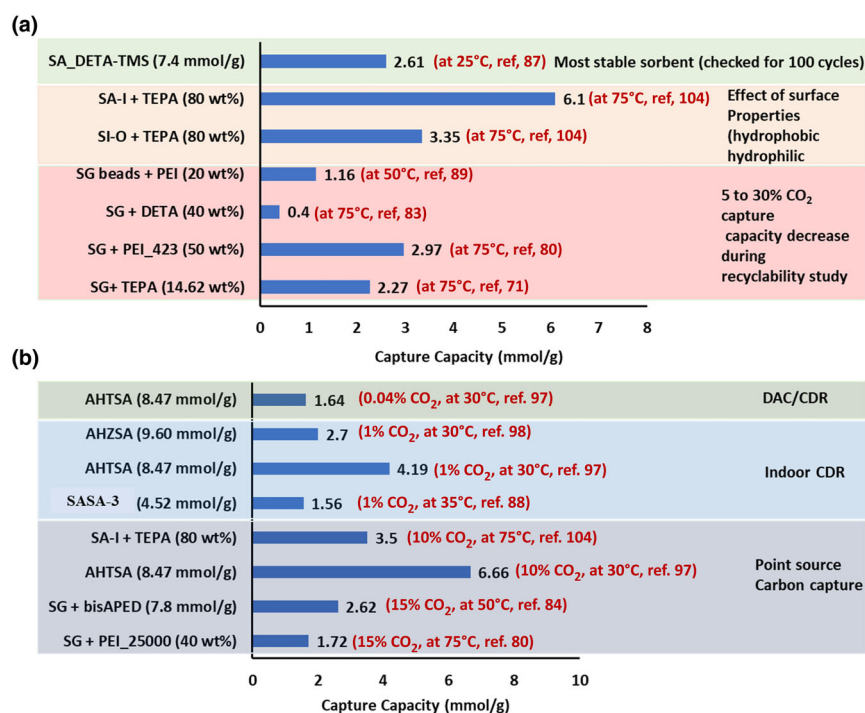 (a)
SA_DETA-TMS (7.4 mmol/g) 2.61 (at 25°C, ref, 87) Most stable sorbent (checked for 100 cycles)
SA-I + TEPA (80 wt%) 6.1 (at 75°C, ref, 104)
SI-O + TEPA (80 wt%) 3.35 (at 75°C, ref, 104)
Effect of surface
Properties
(hydrophobic
hydrophilic
SG beads + PEI (20 wt%) 1.16 (at 50°C, ref, 89)
SG + DETA (40 wt%) 0.4 (at 75°C, ref, 83)
SG + PEI_423 (50 wt%) 2.97 (at 75°C, ref, 80)
SG+ TEPA (14.62 wt%) 2.27 (at 75°C, ref, 71)
5 to 30% CO₂
capture
capacity decrease
during
recyclability study
0 1 2 3 4 5 6 7 8
Capture Capacity (mmol/g)
(b)
AHTSA (8.47 mmol/g) 1.64 (0.04% CO₂, at 30°C, ref. 97) DAC/CDR
AHZSA (9.60 mmol/g) 2.7 (1% CO₂, at 30°C, ref. 98)
AHTSA (8.47 mmol/g) 4.19 (1% CO₂, at 30°C, ref. 97) Indoor CDR
SASA-3 (4.52 mmol/g) 1.56 (1% CO₂, at 35°C, ref. 88)
SA-I + TEPA (80 wt%) 3.5 (10% CO₂, at 75°C, ref. 104)
AHTSA (8.47 mmol/g) 6.66 (10% CO₂, at 30°C, ref. 97)
SG + bisAPED (7.8 mmol/g) 2.62 (15% CO₂, at 50°C, ref. 84)
SG + PEI_25000 (40 wt%) 1.72 (15% CO₂, at 75°C, ref. 80)
Point source
Carbon capture
0 2 4 6 8 10
Capture Capacity (mmol/g)